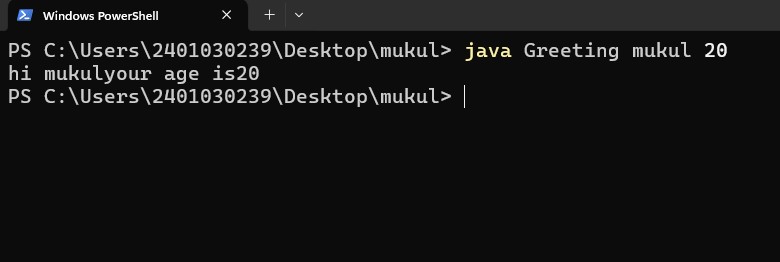 Windows PowerShell
PS C:\Users\2401030239\Desktop\mukul> java Greeting mukul 20
hi mukulyour age is20
PS C:\Users\2401030239\Desktop\mukul>